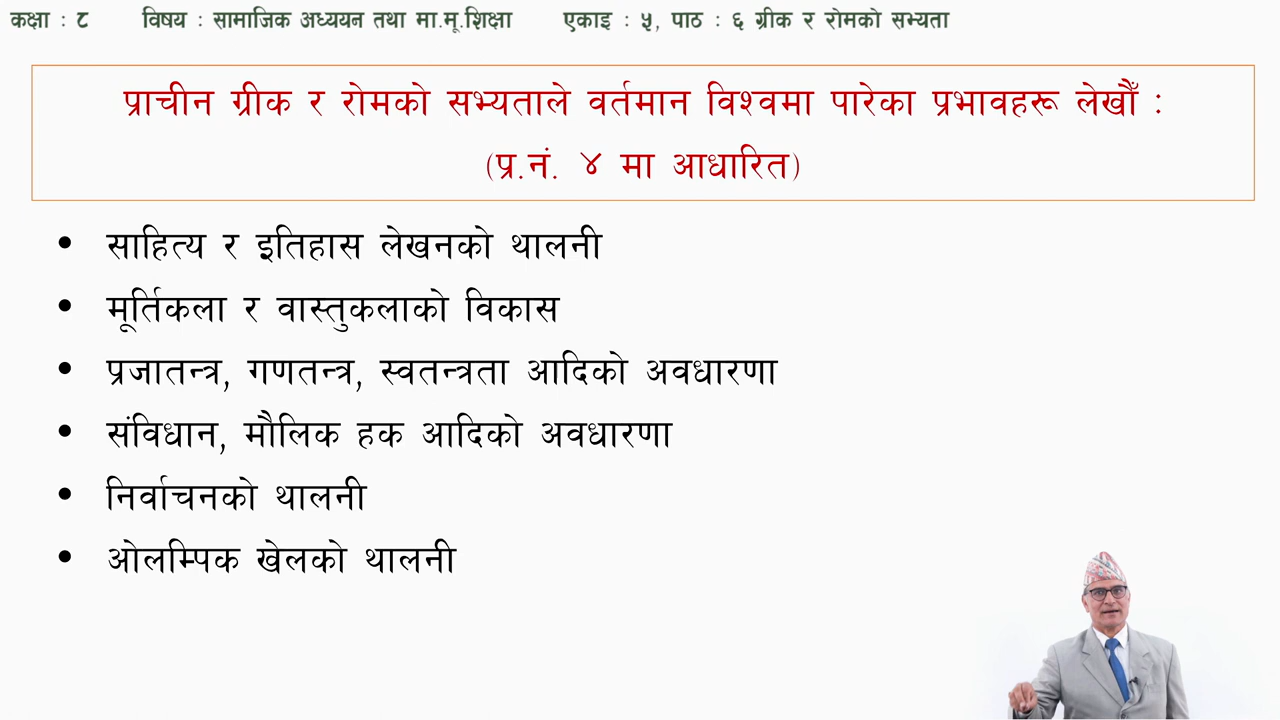 कक्षा : ८ विषय : सामाजिक अध्ययन तथा मा.मू.शिक्षा एकाइ : ५, पाठ : ६ ग्रीक र रोमको सभ्यता
प्राचीन ग्रीक र रोमको सभ्यताले वर्तमान विश्वमा पारेका प्रभावहरू लेखौँ :
(प्र.नं. ४ मा आधारित)
• साहित्य र इतिहास लेखनको थालनी
• मूर्तिकला र वास्तुकलाको विकास
• प्रजातन्त्र, गणतन्त्र, स्वतन्त्रता आदिको अवधारणा
• संविधान, मौलिक हक आदिको अवधारणा
• निर्वाचनको थालनी
• ओलम्पिक खेलको थालनी